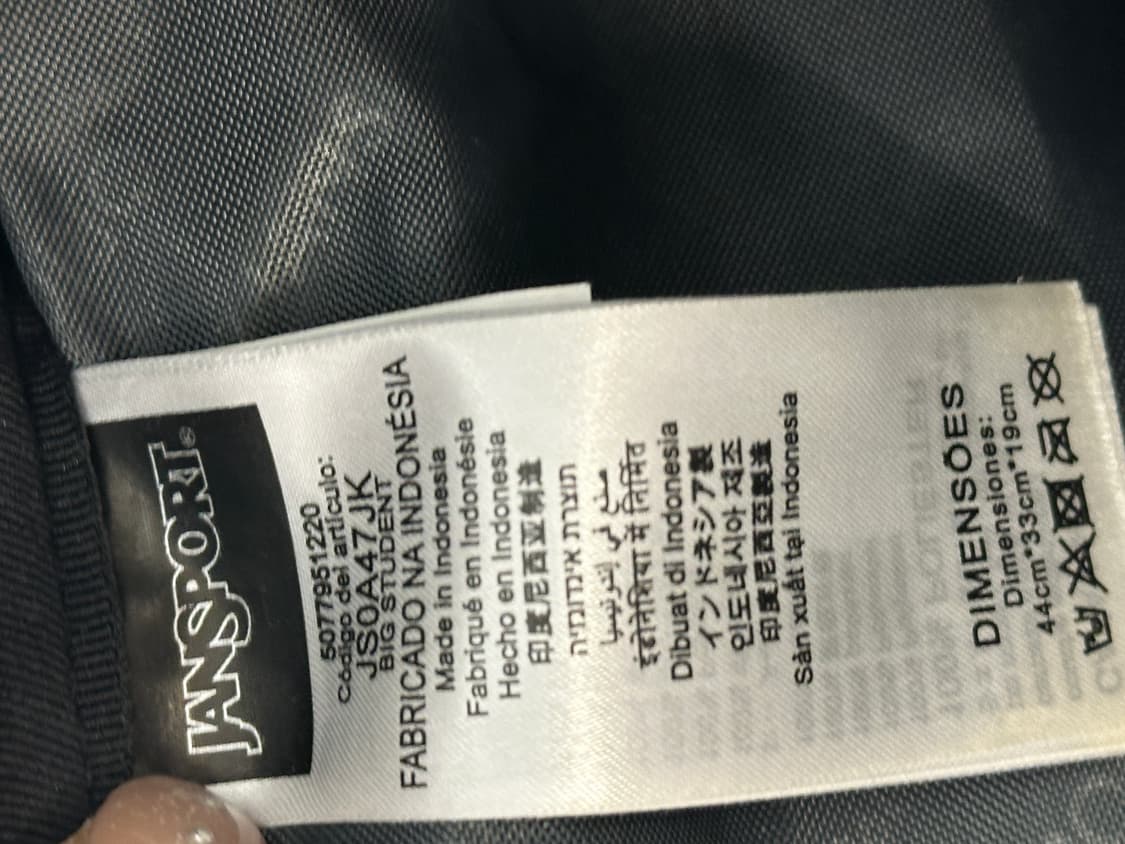 JANSPORT®
5077951220
Código del artículo:
JS0A47JK
BIG STUDENT
FABRICADO NA INDONÉSIA
Made in Indonesia
Fabriqué en Indonésie
Hecho en Indonesia
印度尼西亚制造
תוצרת אינדונזיה
صنع في إندونيسيا
इंडोनेशिया में निर्मित
Dibuat di Indonesia
インドネシア製
인도네시아 제조
印度尼西亞製造
Sản xuất tại Indonesia
DIMENSÕES
Dimensiones:
44cm*33cm*19cm